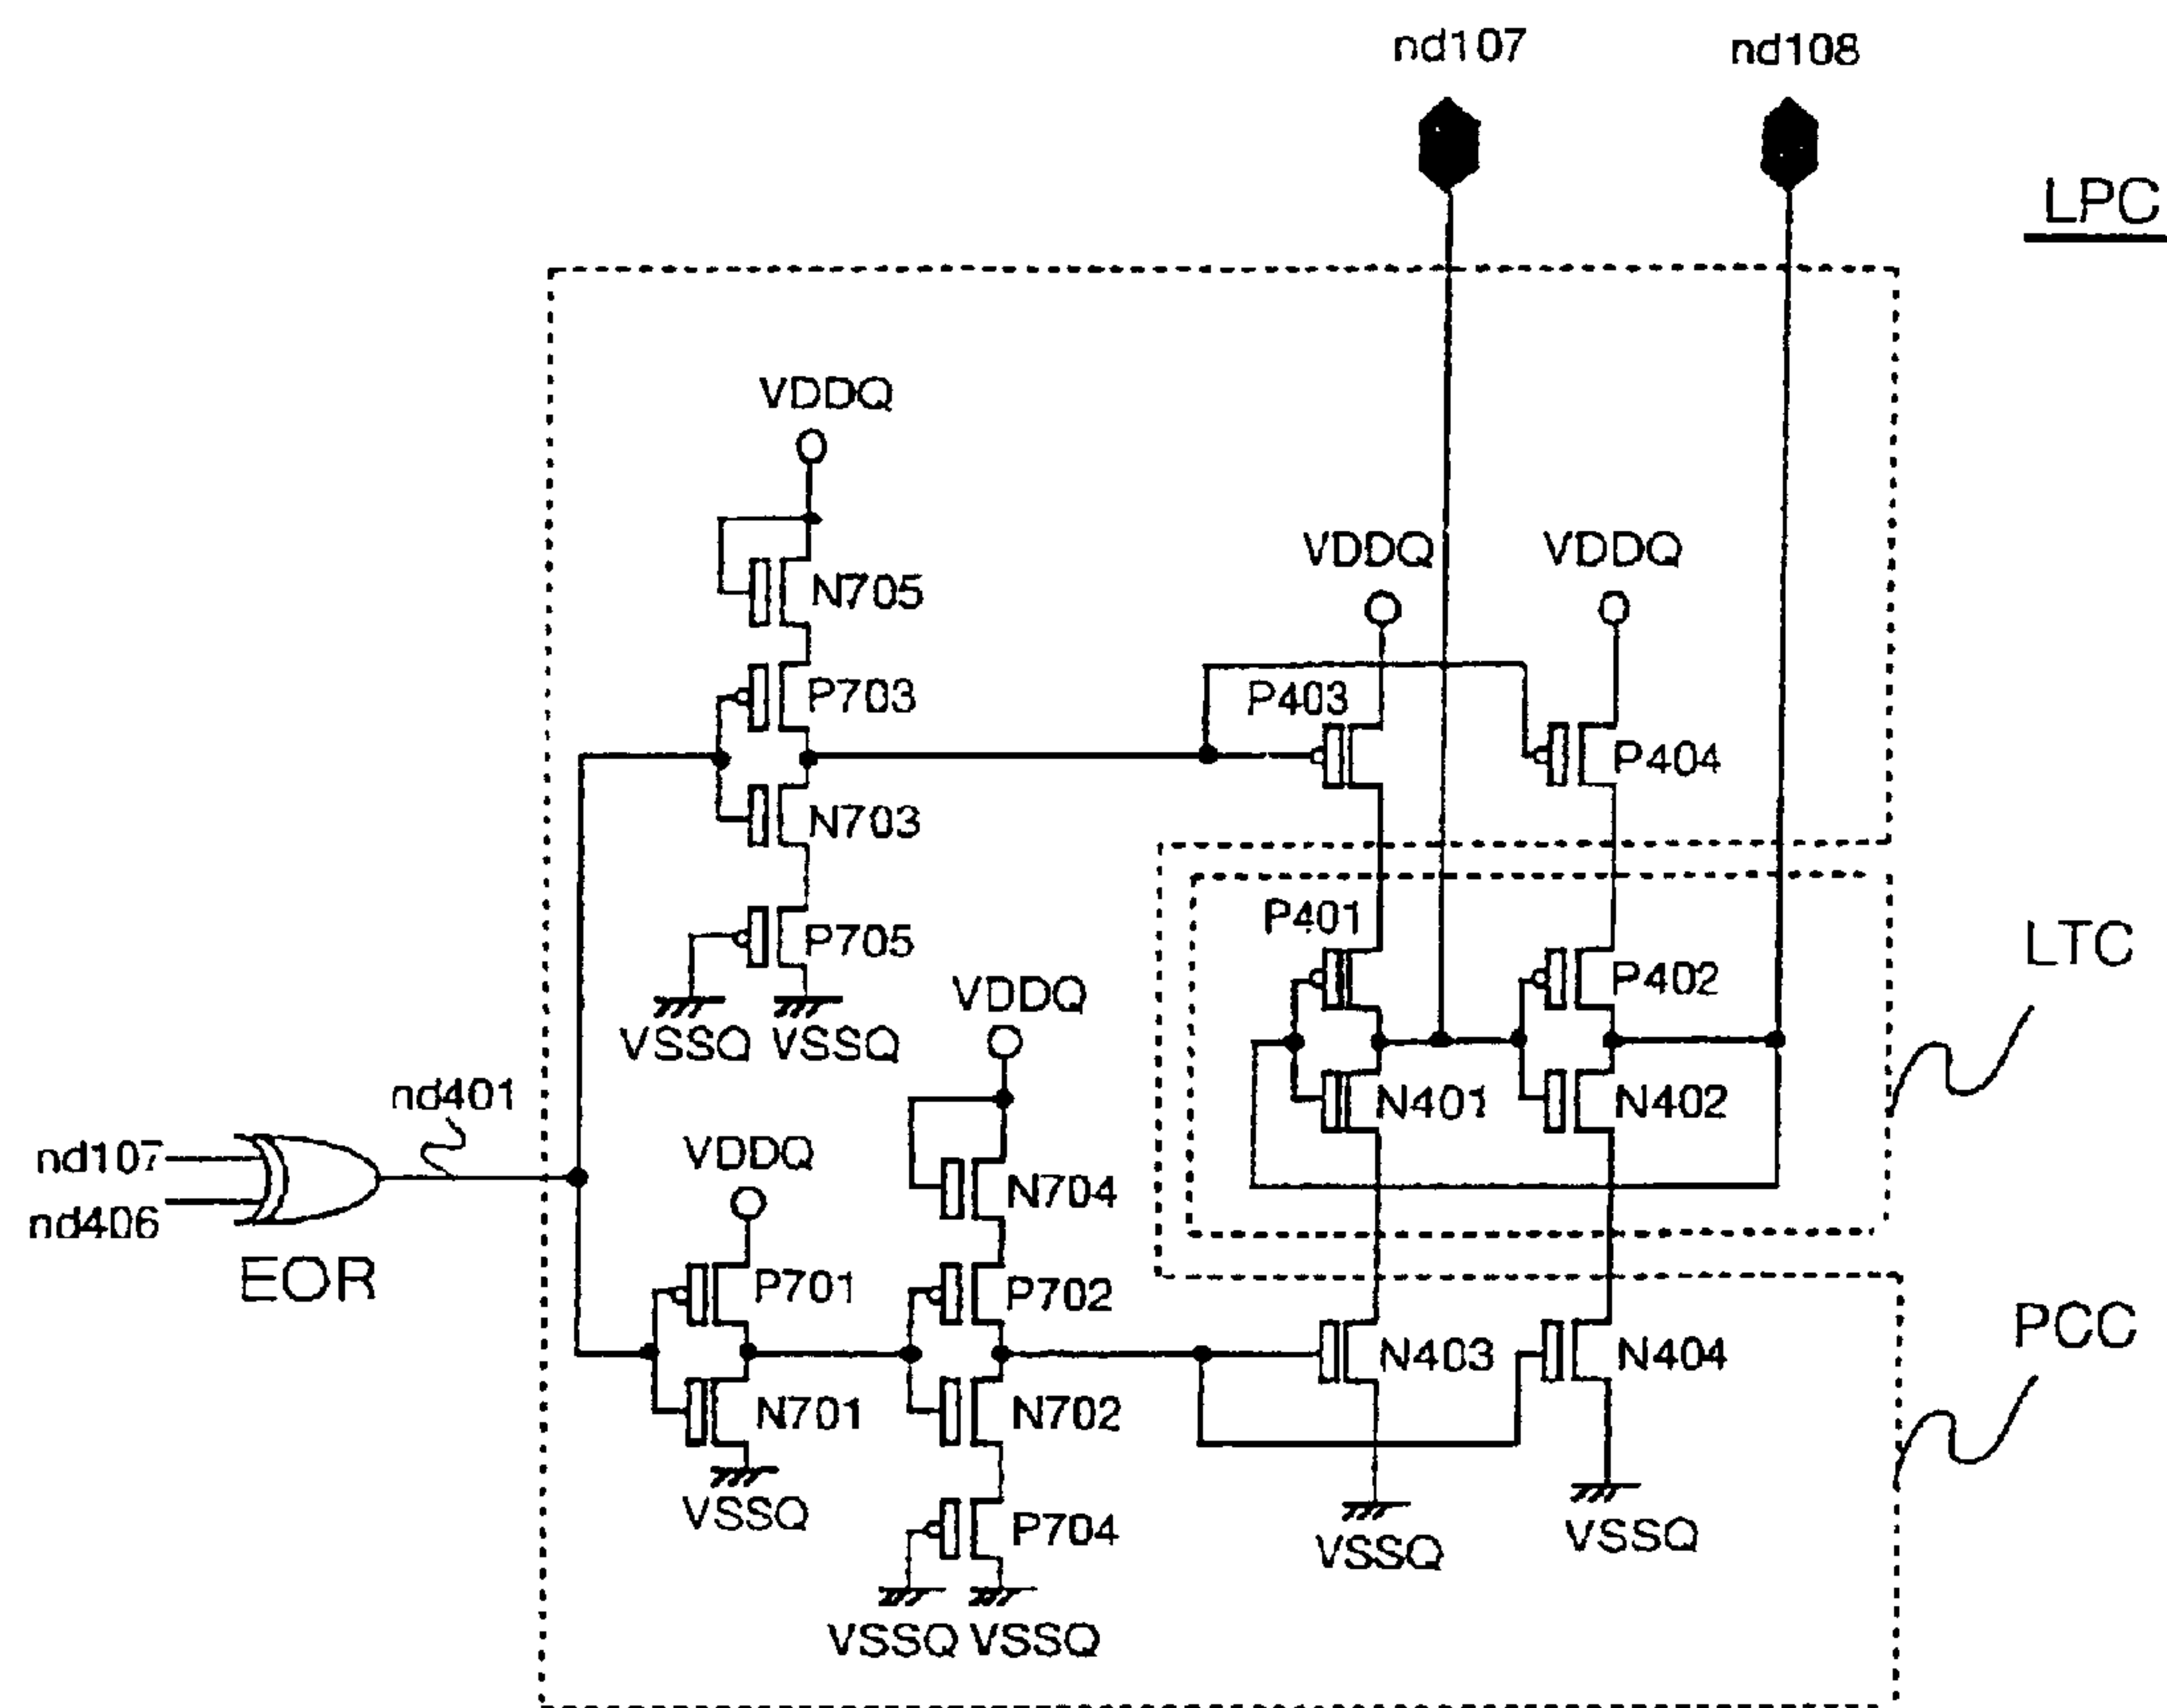 nd107
nd108
LPC
VDDQ
N705
VDDQ
VDDQ
P703
P403
P404
N703
P705
VSSQ
VSSQ
P401
P402
LTC
VDDQ
N401
N402
nd401
nd107
nd406
EOR
VDDQ
N704
P701
P702
N403
N404
PCC
N701
N702
VSSQ
P704
VSSQ
VSSQ
VSSQ
VSSQ